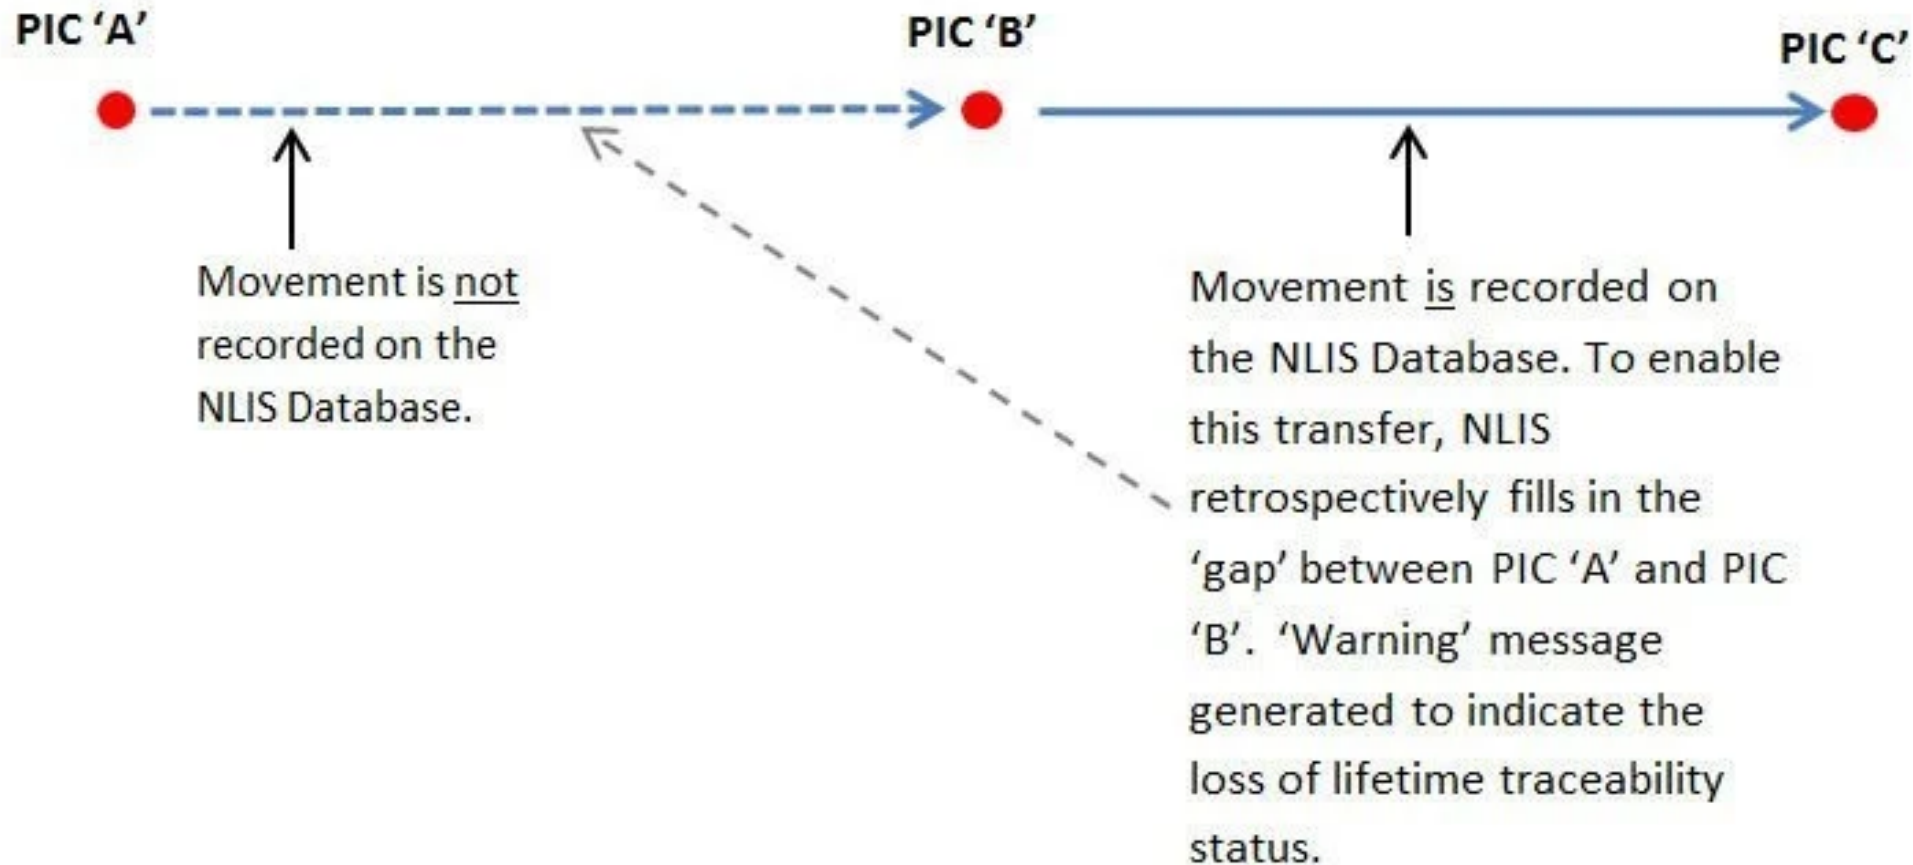 PIC ‘A’
PIC ‘B’
PIC ‘C’
Movement is not
recorded on the
NLIS Database.
Movement is recorded on
the NLIS Database. To enable
this transfer, NLIS
retrospectively fills in the
‘gap’ between PIC ‘A’ and PIC
‘B’. ‘Warning’ message
generated to indicate the
loss of lifetime traceability
status.